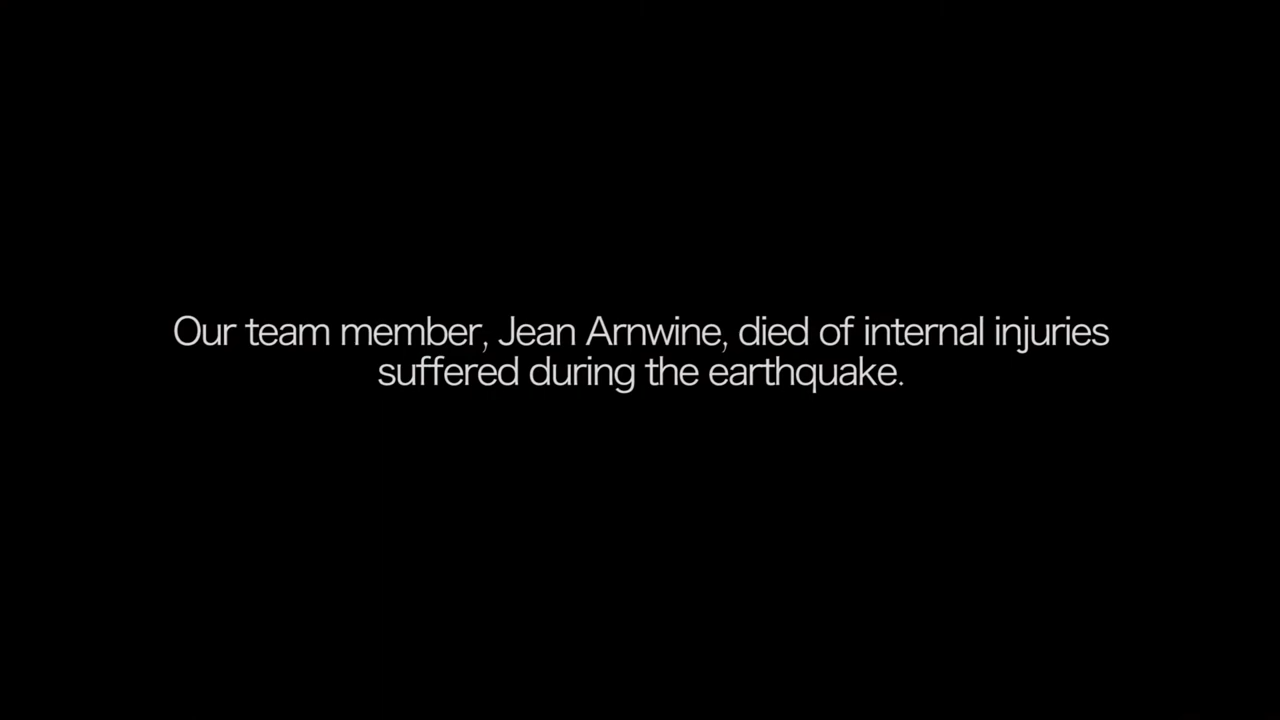 Our team member, Jean Arnwine, died of internal injuries
suffered during the earthquake.